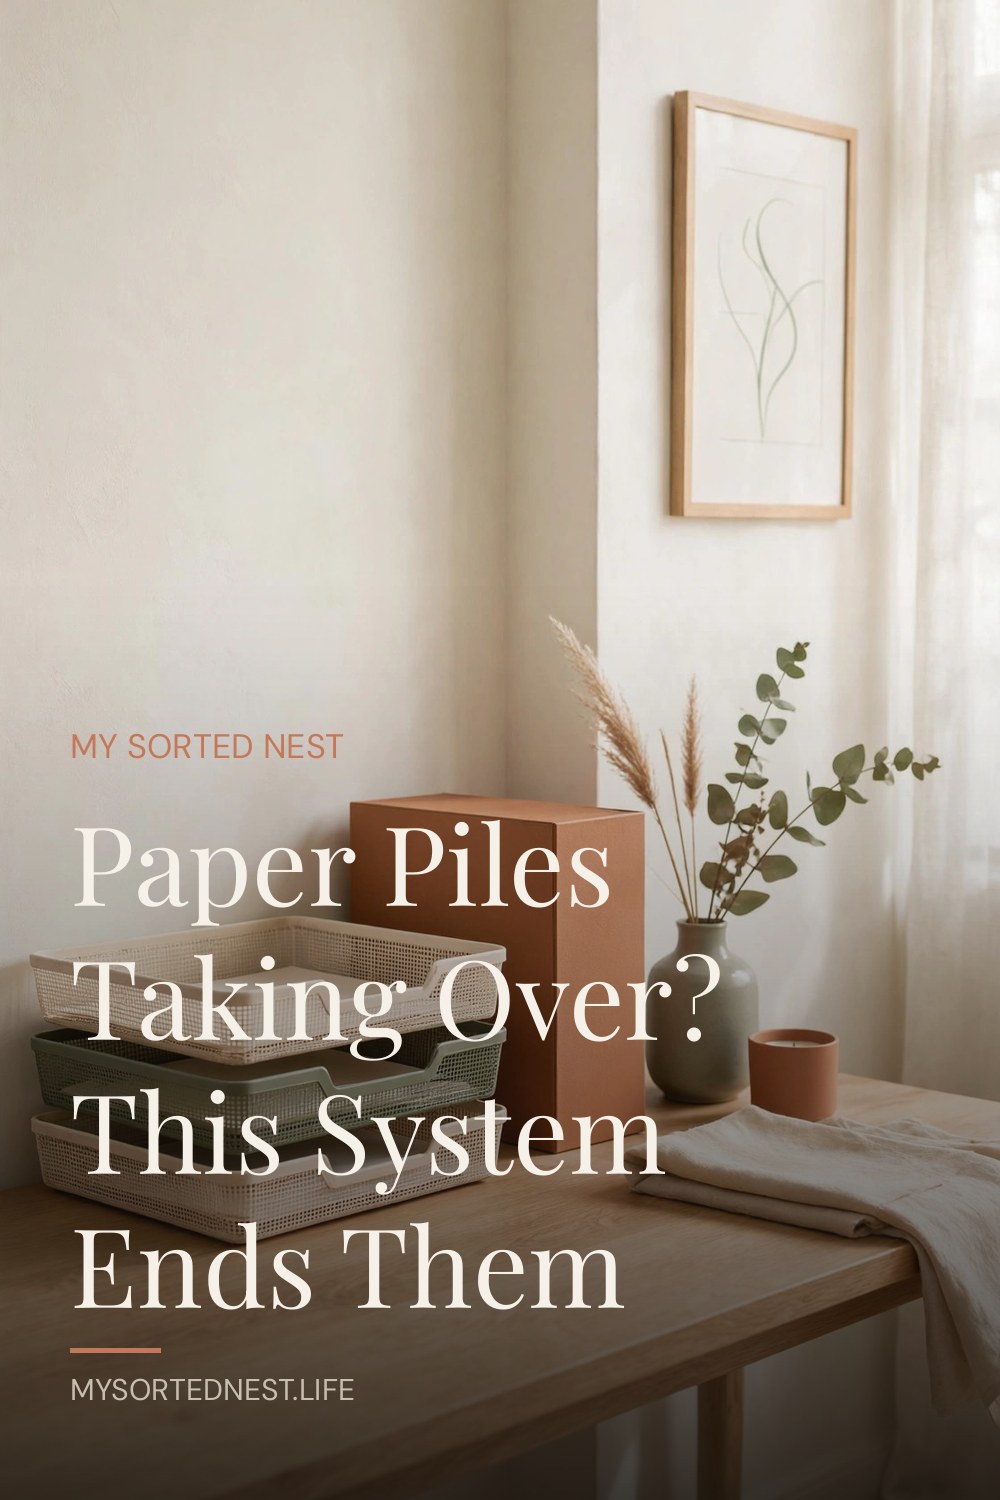 MY SORTED NEST
Paper Piles
Taking Over?
This System
Ends Them
MYSORTEDNEST.LIFE